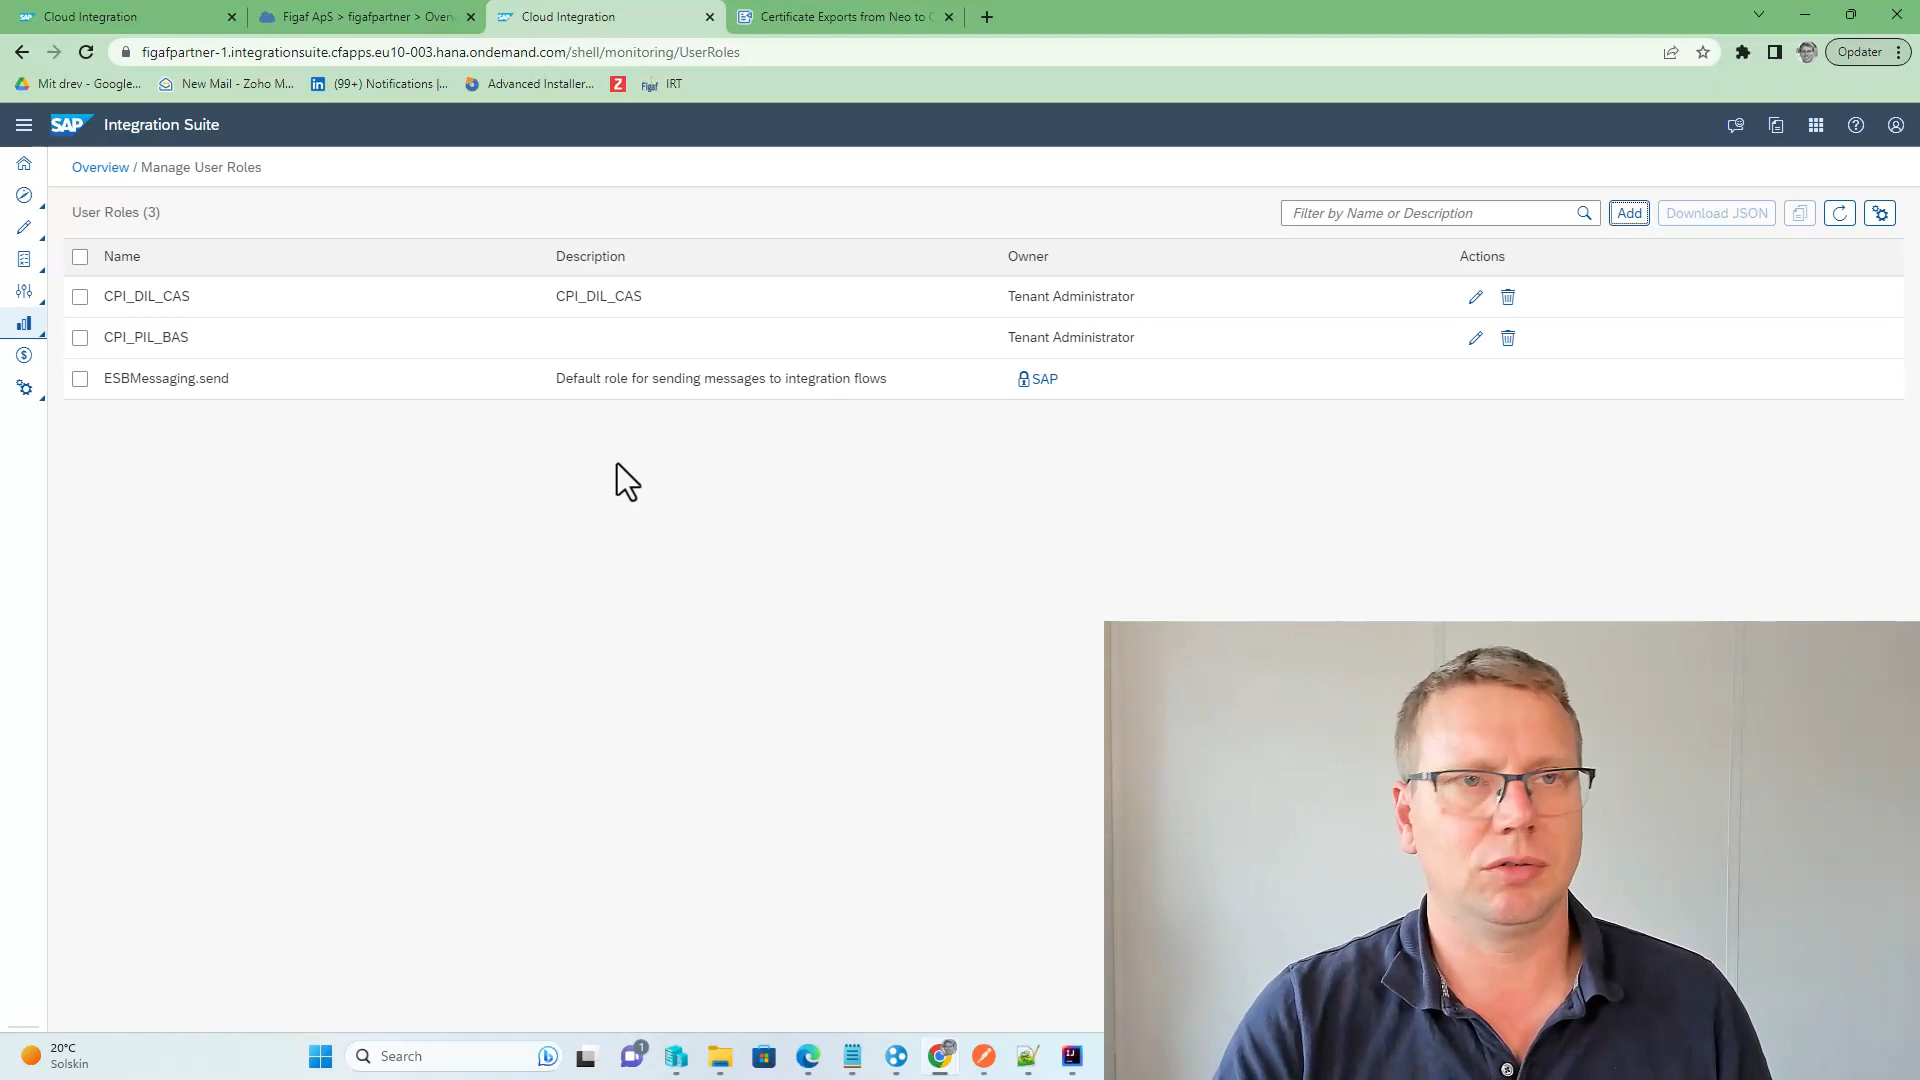 Cloud Integration
Figaf ApS > figafpartner > Overv
Cloud Integration
Certificate Exports from Neo to C
figafpartner-1.integrationsuite.cfapps.eu10-003.hana.ondemand.com/shell/monitoring/UserRoles
Opdater
Mit drev - Google...
New Mail - Zoho M...
(99+) Notifications |...
Advanced Installer...
Z
Figaf
IRT
SAP Integration Suite
Overview / Manage User Roles
User Roles (3)
Filter by Name or Description
Add
Download JSON
Name Description Owner Actions
CPI_DIL_CAS CPI_DIL_CAS Tenant Administrator
CPI_PIL_BAS Tenant Administrator
ESBMessaging.send Default role for sending messages to integration flows SAP
20°C
Solskin
Search
1